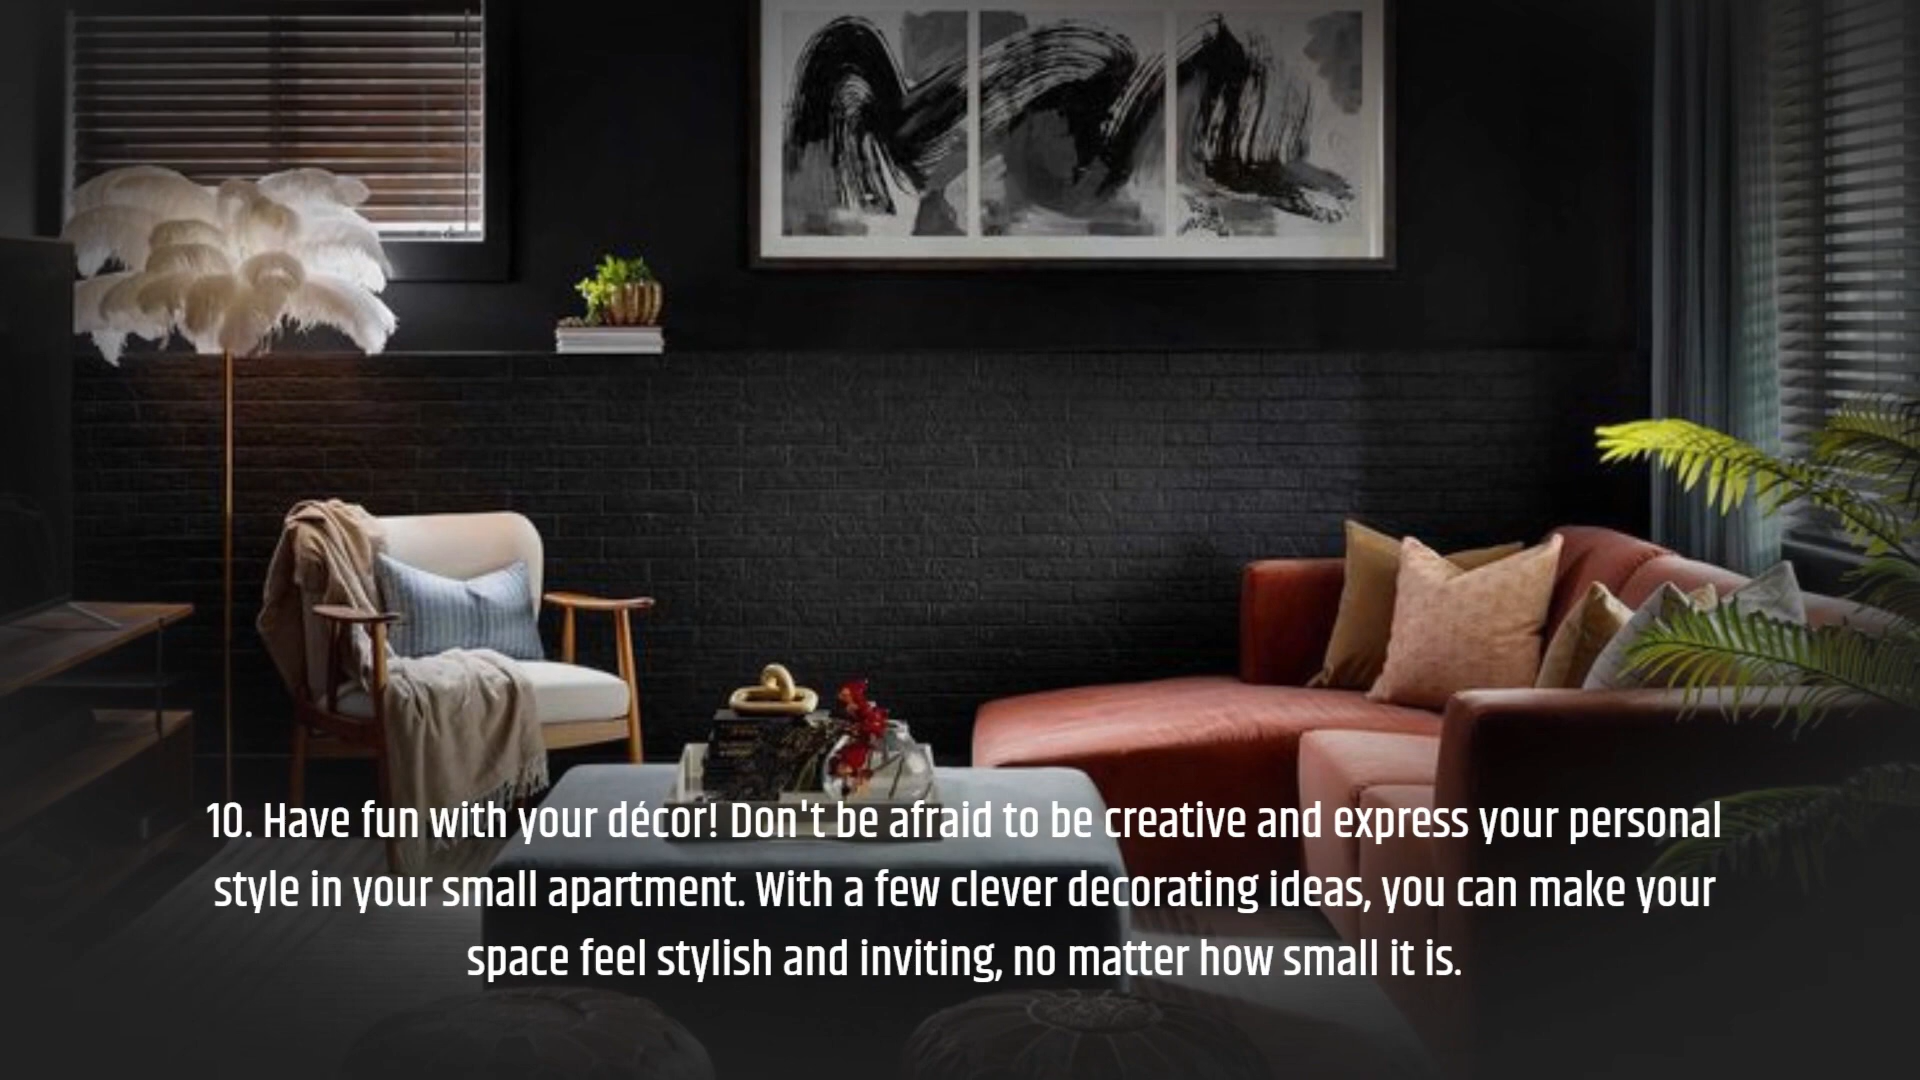 10. Have fun with your décor! Don't be afraid to be creative and express your personal
style in your small apartment. With a few clever decorating ideas, you can make your
space feel stylish and inviting, no matter how small it is.